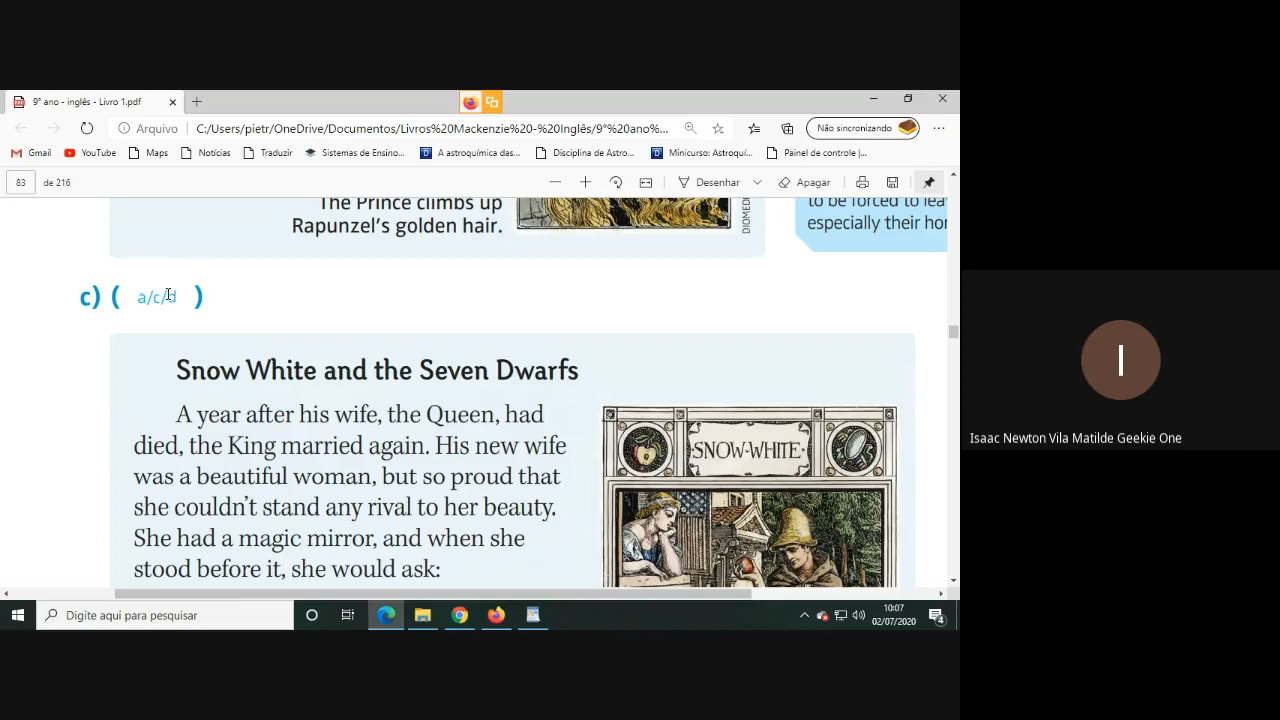 9° ano - inglês - Livro 1.pdf
Arquivo
C:/Users/pietr/OneDrive/Documentos/Livros%20Mackenzie%20-%20Inglês/9°%20ano%...
Não sincronizando
Gmail
YouTube
Maps
Notícias
Traduzir
Sistemas de Ensino...
A astroquímica das...
Disciplina de Astro...
Minicurso: Astroquí...
Painel de controle |...
83 de 216
Desenhar
Apagar
The Prince climbs up
Rapunzel's golden hair.
to be forced to lea
especially their hor
c) ( a/c/d )
Snow White and the Seven Dwarfs
A year after his wife, the Queen, had
died, the King married again. His new wife
was a beautiful woman, but so proud that
she couldn't stand any rival to her beauty.
She had a magic mirror, and when she
stood before it, she would ask:
SNOW-WHITE
Digite aqui para pesquisar
10:07
02/07/2020
4
I
Isaac Newton Vila Matilde Geekie One